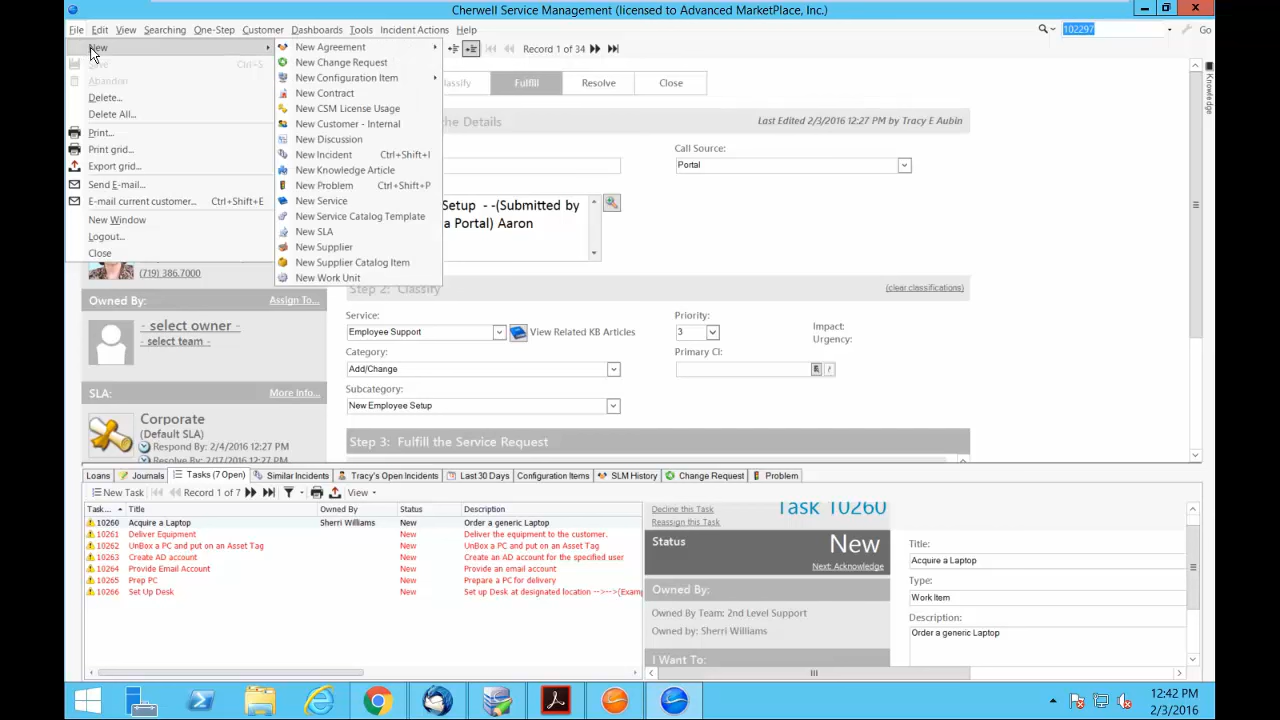 Cherwell Service Management (licensed to Advanced MarketPlace, Inc.)
File Edit View Searching One-Step Customer Dashboards Tools Incident Actions Help
102297 Go
New
Save Ctrl+S
Abandon
Delete...
Delete All...
Print...
Print grid...
Export grid...
Send E-mail...
E-mail current customer... Ctrl+Shift+E
New Window
Logout...
Close
New Agreement
New Change Request
New Configuration Item
New Contract
New CSM License Usage
New Customer - Internal
New Discussion
New Incident Ctrl+Shift+I
New Knowledge Article
New Problem Ctrl+Shift+P
New Service
New Service Catalog Template
New SLA
New Supplier
New Supplier Catalog Item
New Work Unit
Record 1 of 34
assify Fulfill Resolve Close
the Details
Last Edited 2/3/2016 12:27 PM by Tracy E Aubin
Call Source:
Portal
Setup - -(Submitted by
a Portal) Aaron
Knowledge
(719) 386.7000
Owned By: Assign To...
- select owner -
- select team -
SLA: More Info...
Corporate
(Default SLA)
Respond By: 2/4/2016 12:27 PM
Resolve By: 2/17/2016 12:27 PM
Step 2: Classify
(clear classifications)
Service:
Employee Support
View Related KB Articles
Priority:
3
Impact:
Urgency:
Category:
Add/Change
Primary CI:
Subcategory:
New Employee Setup
Step 3: Fulfill the Service Request
Loans Journals Tasks (7 Open) Similar Incidents Tracy's Open Incidents Last 30 Days Configuration Items SLM History Change Request Problem
New Task Record 1 of 7 View
Task... Title Owned By Status Description
10260 Acquire a Laptop Sherri Williams New Order a generic Laptop
10261 Deliver Equipment New Deliver the equipment to the customer.
10262 UnBox a PC and put on an Asset Tag New UnBox a PC and put on an Asset Tag
10263 Create AD account New Create an AD account for the specified user
10264 Provide Email Account New Provide an email account
10265 Prep PC New Prepare a PC for delivery
10266 Set Up Desk New Set up Desk at designated location -->-->(Examp
Decline this Task
Reassign this Task
Task 10260
Status New
Next: Acknowledge
Owned By:
Owned By Team: 2nd Level Support
Owned by: Sherri Williams
I Want To:
Title:
Acquire a Laptop
Type:
Work Item
Description:
Order a generic Laptop
12:42 PM
2/3/2016